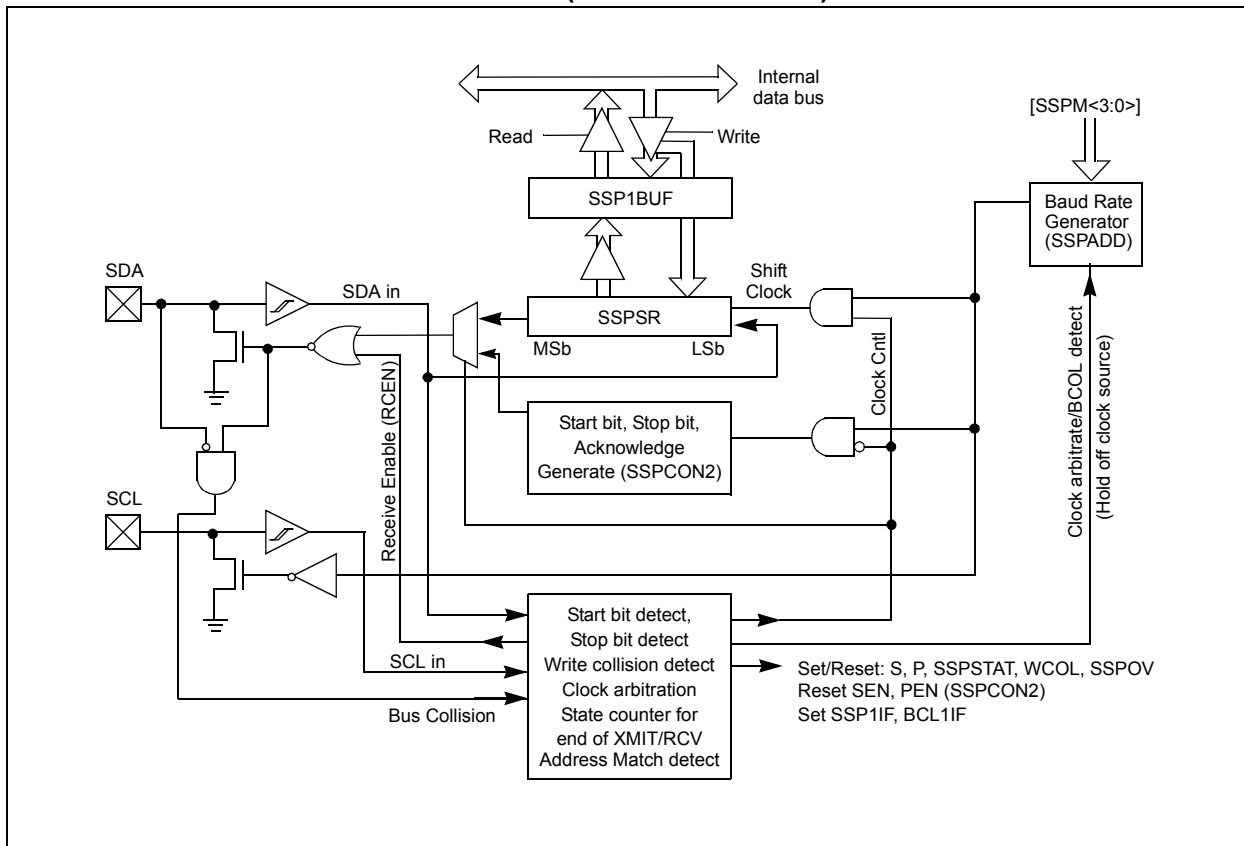 Internal
data bus
[SSPM<3:0>]
Read
Write
SSP1BUF
Baud Rate
Generator
(SSPADD)
SDA
Shift
Clock
SDA in
SSPSR
MSb
LSb
Receive Enable (RCEN)
Clock Cntl
Clock arbitrate/BCOL detect
(Hold off clock source)
Start bit, Stop bit,
Acknowledge
Generate (SSPCON2)
SCL
Start bit detect,
Stop bit detect
Write collision detect
Clock arbitration
State counter for
end of XMIT/RCV
Address Match detect
SCL in
Bus Collision
Set/Reset: S, P, SSPSTAT, WCOL, SSPOV
Reset SEN, PEN (SSPCON2)
Set SSP1IF, BCL1IF